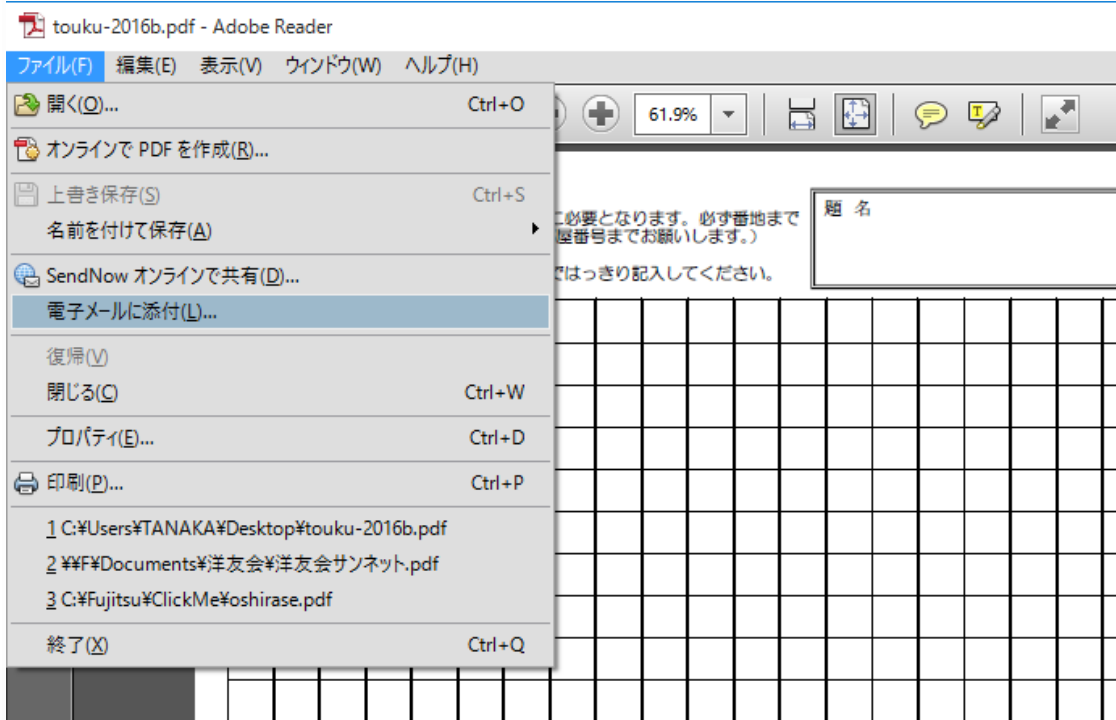 touku-2016b.pdf - Adobe Reader
ファイル(F) 編集(E) 表示(V) ウィンドウ(W) ヘルプ(H)
開く(O)... Ctrl+O
61.9%
オンラインで PDF を作成(R)...
上書き保存(S) Ctrl+S
名前を付けて保存(A)
SendNow オンラインで共有(D)...
電子メールに添付(L)...
復帰(V)
閉じる(C) Ctrl+W
プロパティ(E)... Ctrl+D
印刷(P)... Ctrl+P
1 C:¥Users¥TANAKA¥Desktop¥touku-2016b.pdf
2 ¥¥F¥Documents¥洋友会¥洋友会サンネット.pdf
3 C:¥Fujitsu¥ClickMe¥oshirase.pdf
終了(X) Ctrl+Q
必要となります。必ず番地まで
屋番号までお願いします。）
ではっきり記入してください。
題 名